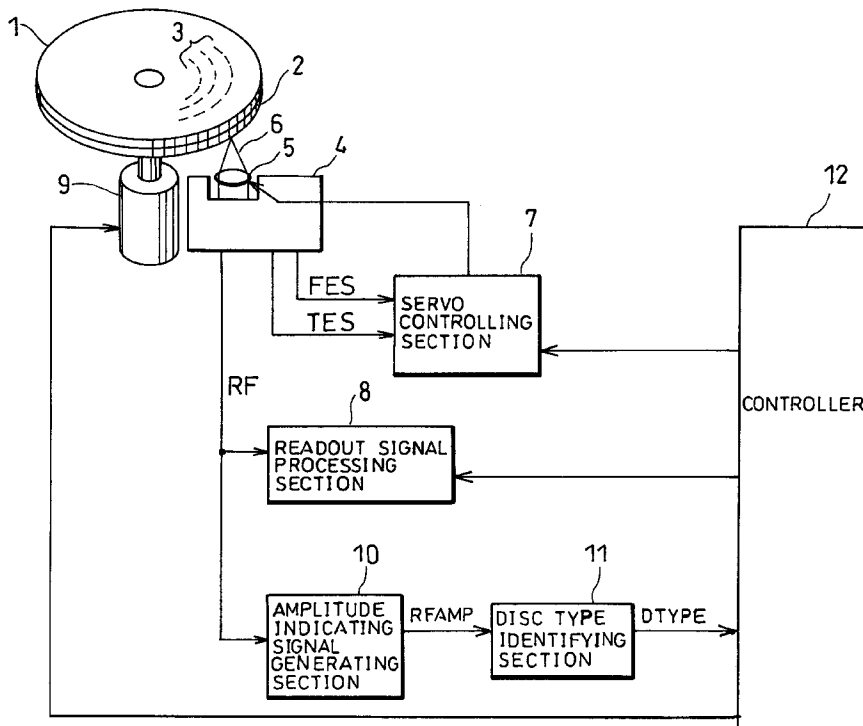 1
3
2
6
5
4
9
12
7
FES
TES
SERVO
CONTROLLING
SECTION
RF
8
CONTROLLER
READOUT SIGNAL
PROCESSING
SECTION
10
11
AMPLITUDE
INDICATING
SIGNAL
GENERATING
SECTION
RFAMP
DISC TYPE
IDENTIFYING
SECTION
DTYPE